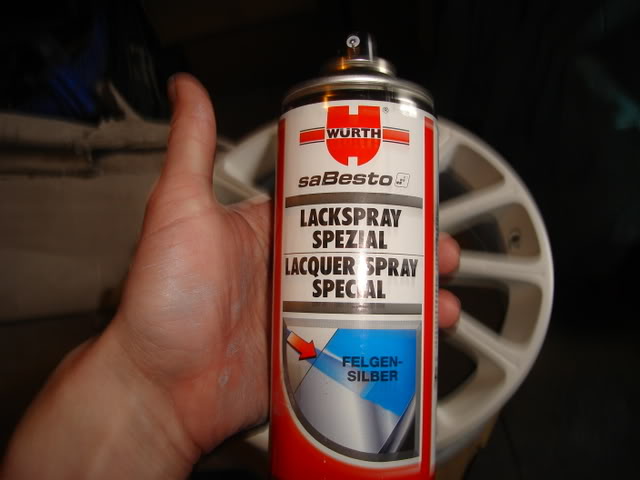 WÜRTH
saBesto
LACKSPRAY
SPEZIAL
LACQUER SPRAY
SPECIAL
FELGEN-
SILBER